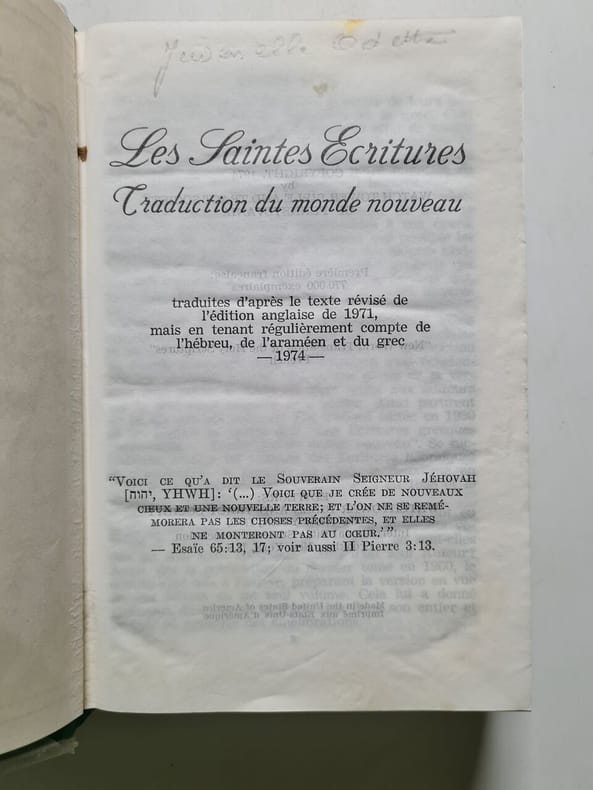 Odette
Les Saintes Ecritures
Traduction du monde nouveau
traduites d'après le texte révisé de
l'édition anglaise de 1971,
mais en tenant régulièrement compte de
l'hébreu, de l'araméen et du grec
— 1974 —
"Voici ce qu'a dit le Souverain Seigneur Jéhovah
[יהוה, YHWH]: '(...) Voici que je crée de nouveaux
cieux et une nouvelle terre; et l'on ne se remé-
morera pas les choses précédentes, et elles
ne monteront pas au cœur.' "
— Esaïe 65:13, 17; voir aussi II Pierre 3:13.